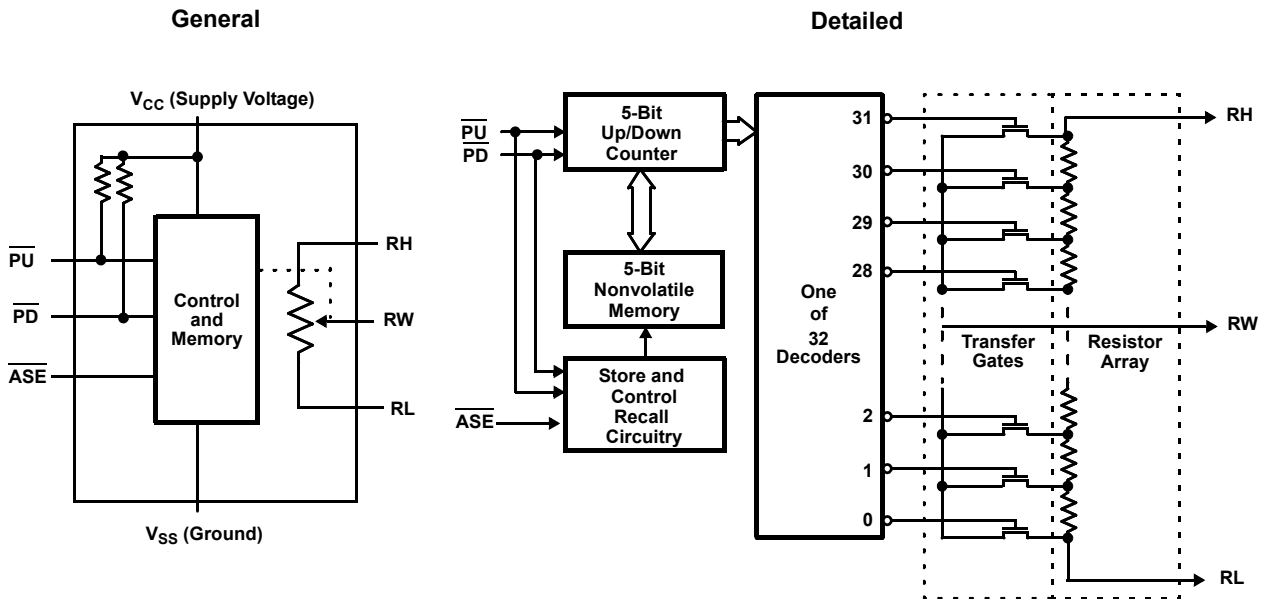 General
V_CC (Supply Voltage)
PU
PD
ASE
Control
and
Memory
RH
RW
RL
V_SS (Ground)
Detailed
PU
PD
ASE
5-Bit
Up/Down
Counter
5-Bit
Nonvolatile
Memory
Store and
Control
Recall
Circuitry
One
of
32
Decoders
31
30
29
28
2
1
0
Transfer
Gates
Resistor
Array
RH
RW
RL